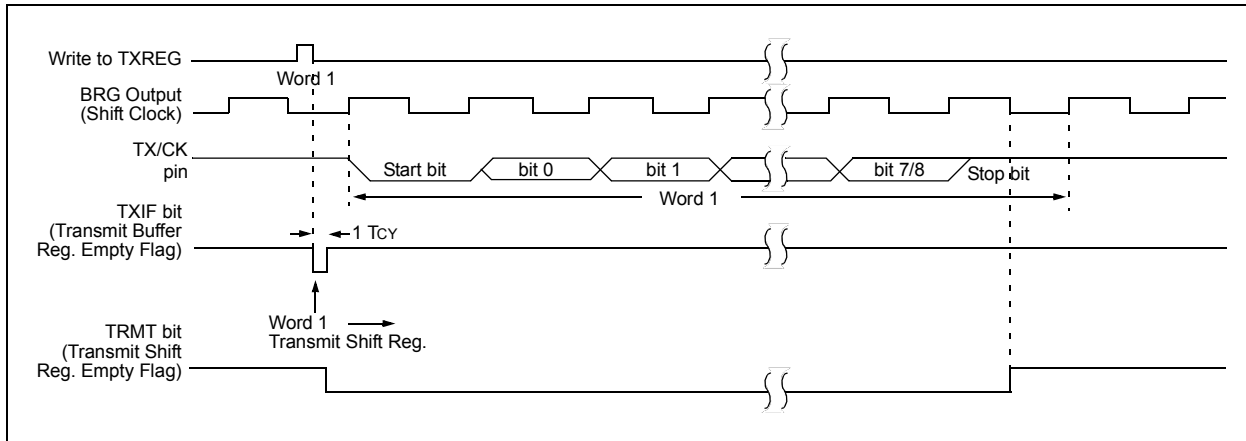 Write to TXREG
Word 1
BRG Output
(Shift Clock)
TX/CK
pin
Start bit
bit 0
bit 1
bit 7/8
Stop bit
Word 1
TXIF bit
(Transmit Buffer
Reg. Empty Flag)
1 TCY
Word 1
Transmit Shift Reg.
TRMT bit
(Transmit Shift
Reg. Empty Flag)